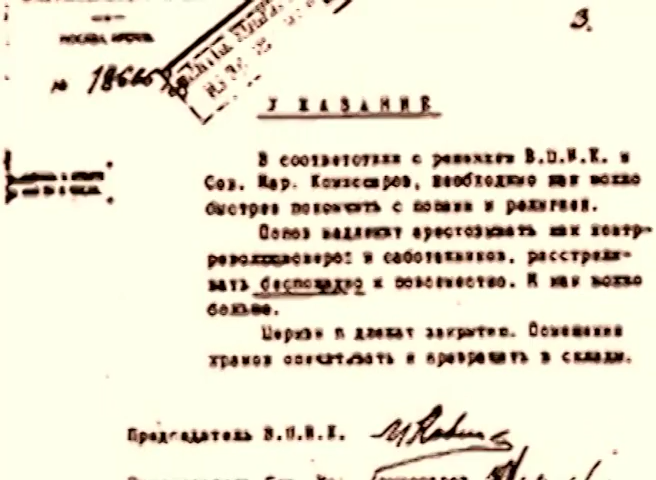 МОСКВА, КРЕМЛЬ
№ 1866
3.
УКАЗАНИЕ
В соответствии с решением В.Ц.И.К. и
Сов. Нар. Комиссаров, необходимо как можно
быстрее покончить с попами и религией.
Попов надлежит арестовывать как контр-
революционеров и саботажников, расстрели-
вать беспощадно и повсеместно. И как можно
больше.
Церкви п длежат закрытию. Помещения
храмов опечатывать и превращать в склады.
Председатель В.Ц.И.К.